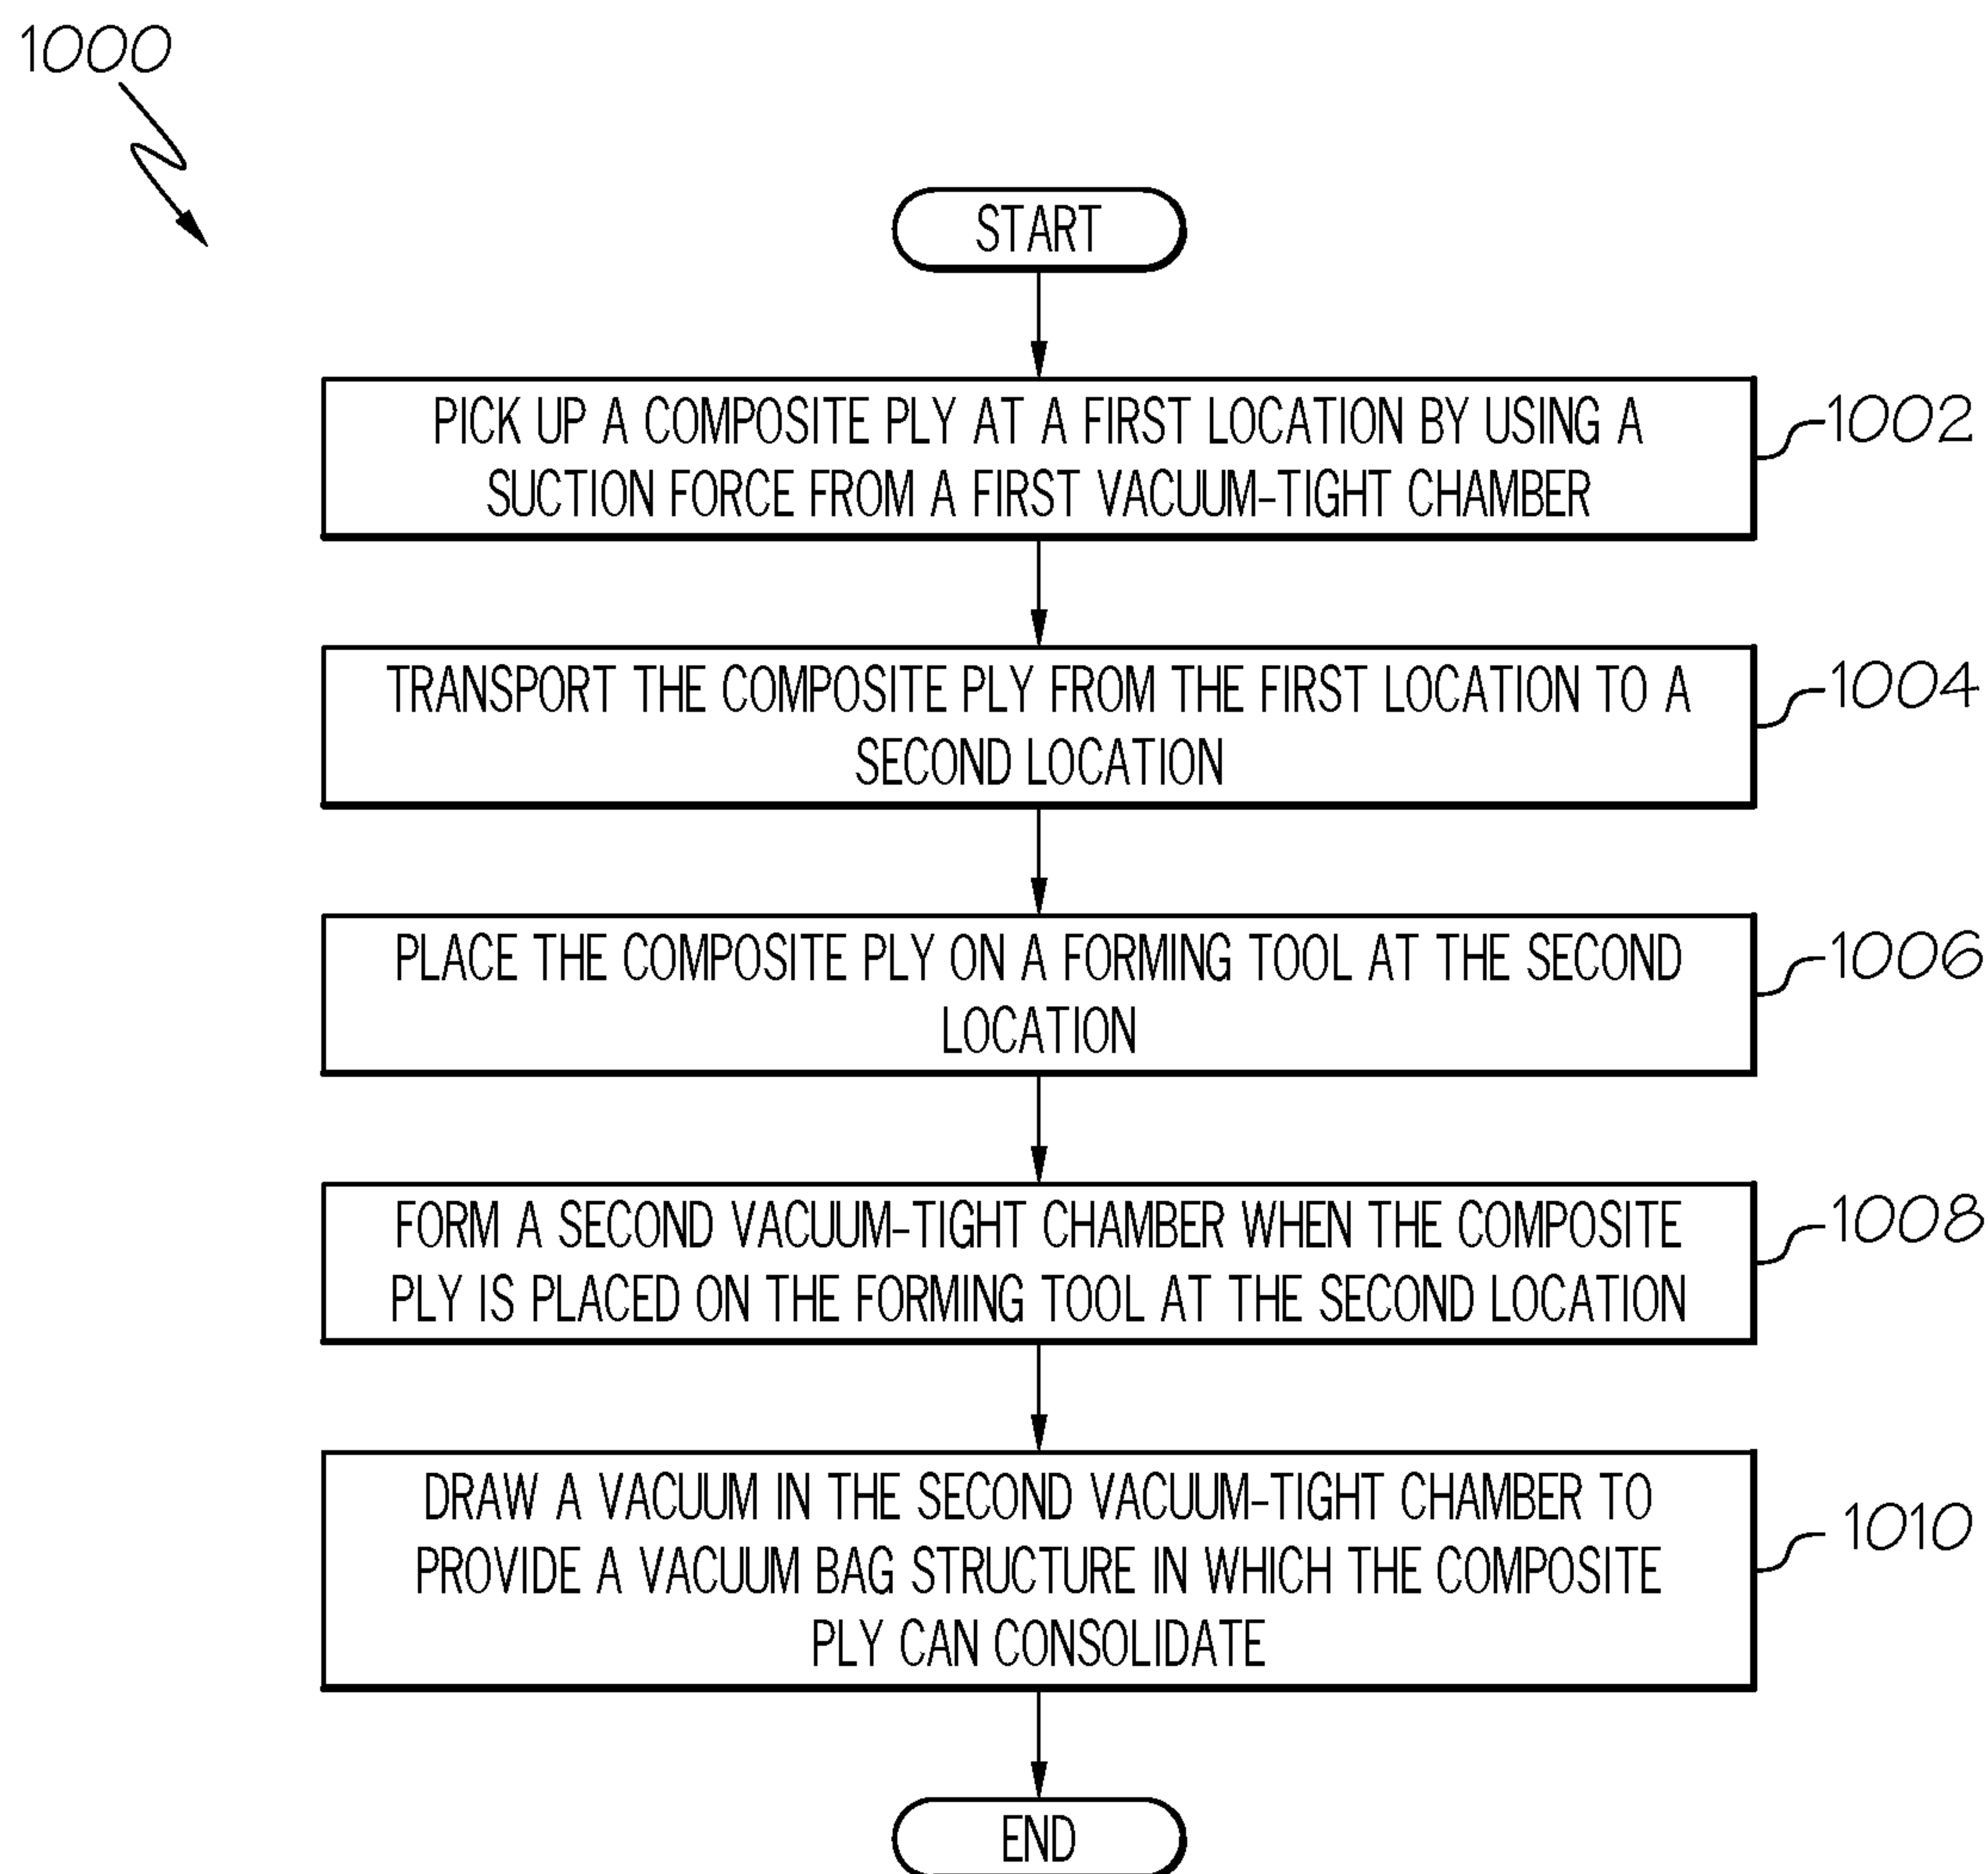 1000
START
PICK UP A COMPOSITE PLY AT A FIRST LOCATION BY USING A
SUCTION FORCE FROM A FIRST VACUUM-TIGHT CHAMBER
1002
TRANSPORT THE COMPOSITE PLY FROM THE FIRST LOCATION TO A
SECOND LOCATION
1004
PLACE THE COMPOSITE PLY ON A FORMING TOOL AT THE SECOND
LOCATION
1006
FORM A SECOND VACUUM-TIGHT CHAMBER WHEN THE COMPOSITE
PLY IS PLACED ON THE FORMING TOOL AT THE SECOND LOCATION
1008
DRAW A VACUUM IN THE SECOND VACUUM-TIGHT CHAMBER TO
PROVIDE A VACUUM BAG STRUCTURE IN WHICH THE COMPOSITE
PLY CAN CONSOLIDATE
1010
END